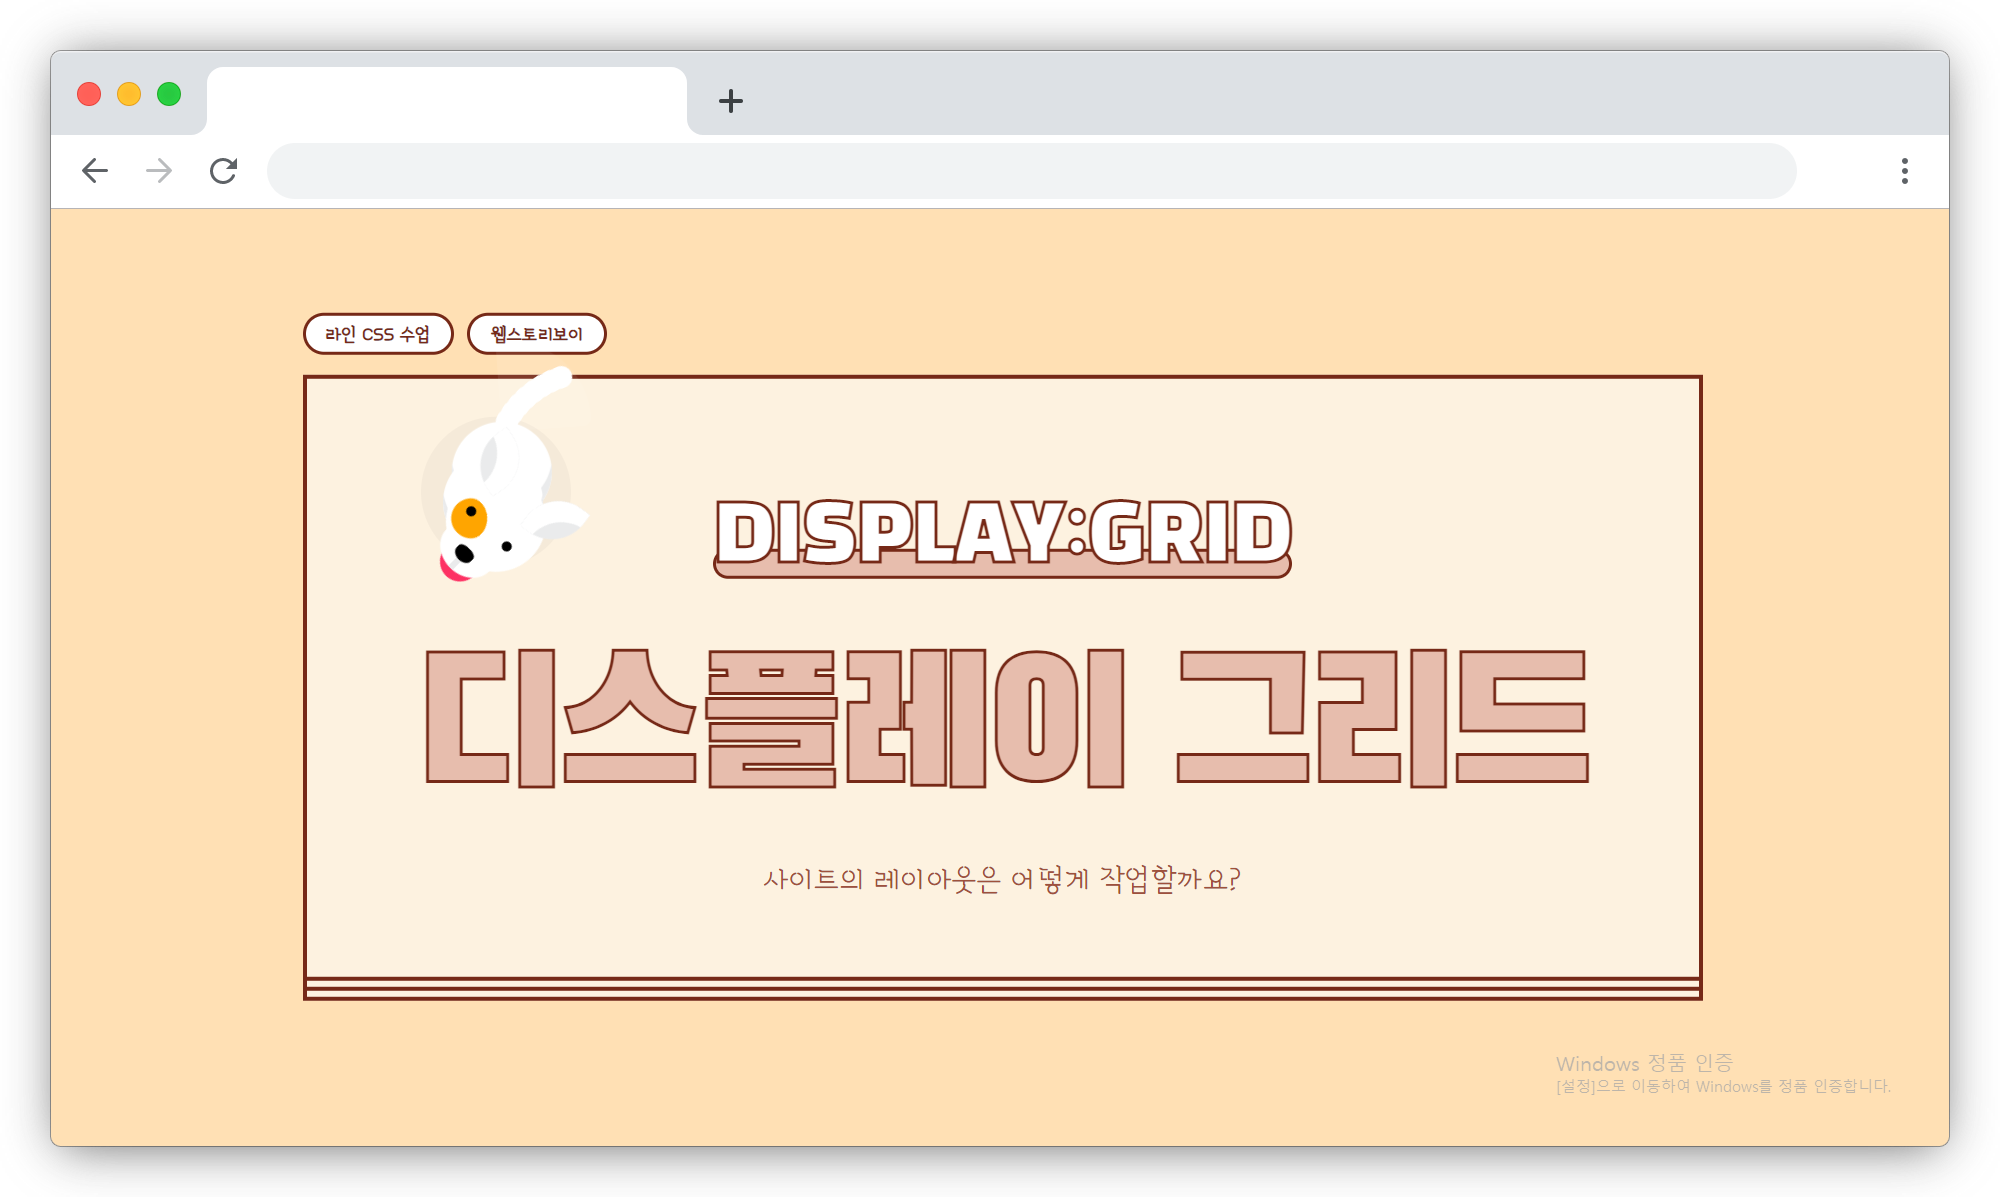 라인 CSS 수업
웹스토리보이
DISPLAY:GRID
디스플레이 그리드
사이트의 레이아웃은 어떻게 작업할까요?
Windows 정품 인증
[설정]으로 이동하여 Windows를 정품 인증합니다.